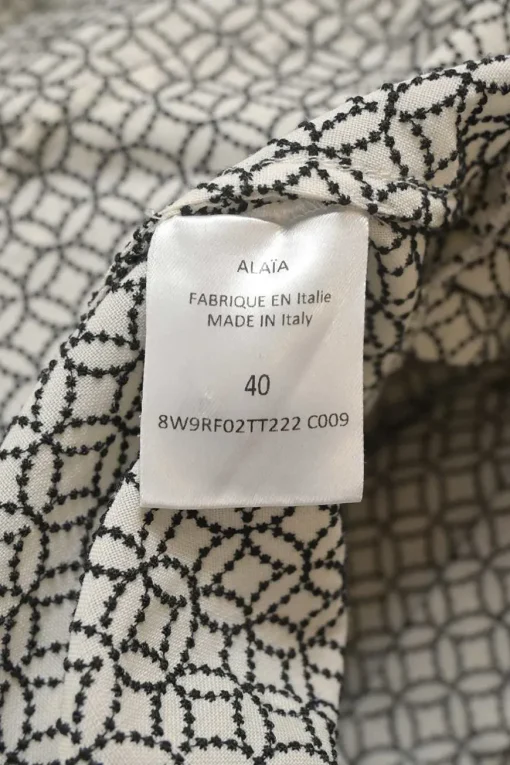 ALAÏA
FABRIQUE EN Italie
MADE IN Italy
40
8W9RF02TT222 C009